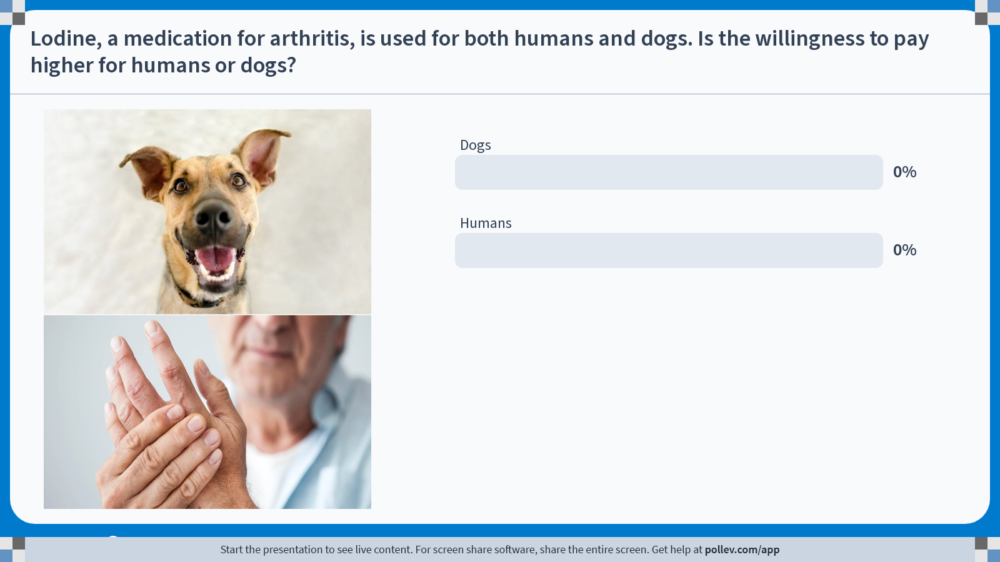 Lodine, a medication for arthritis, is used for both humans and dogs. Is the willingness to pay
higher for humans or dogs?
Dogs
0%
Humans
0%
Start the presentation to see live content. For screen share software, share the entire screen. Get help at pollev.com/app